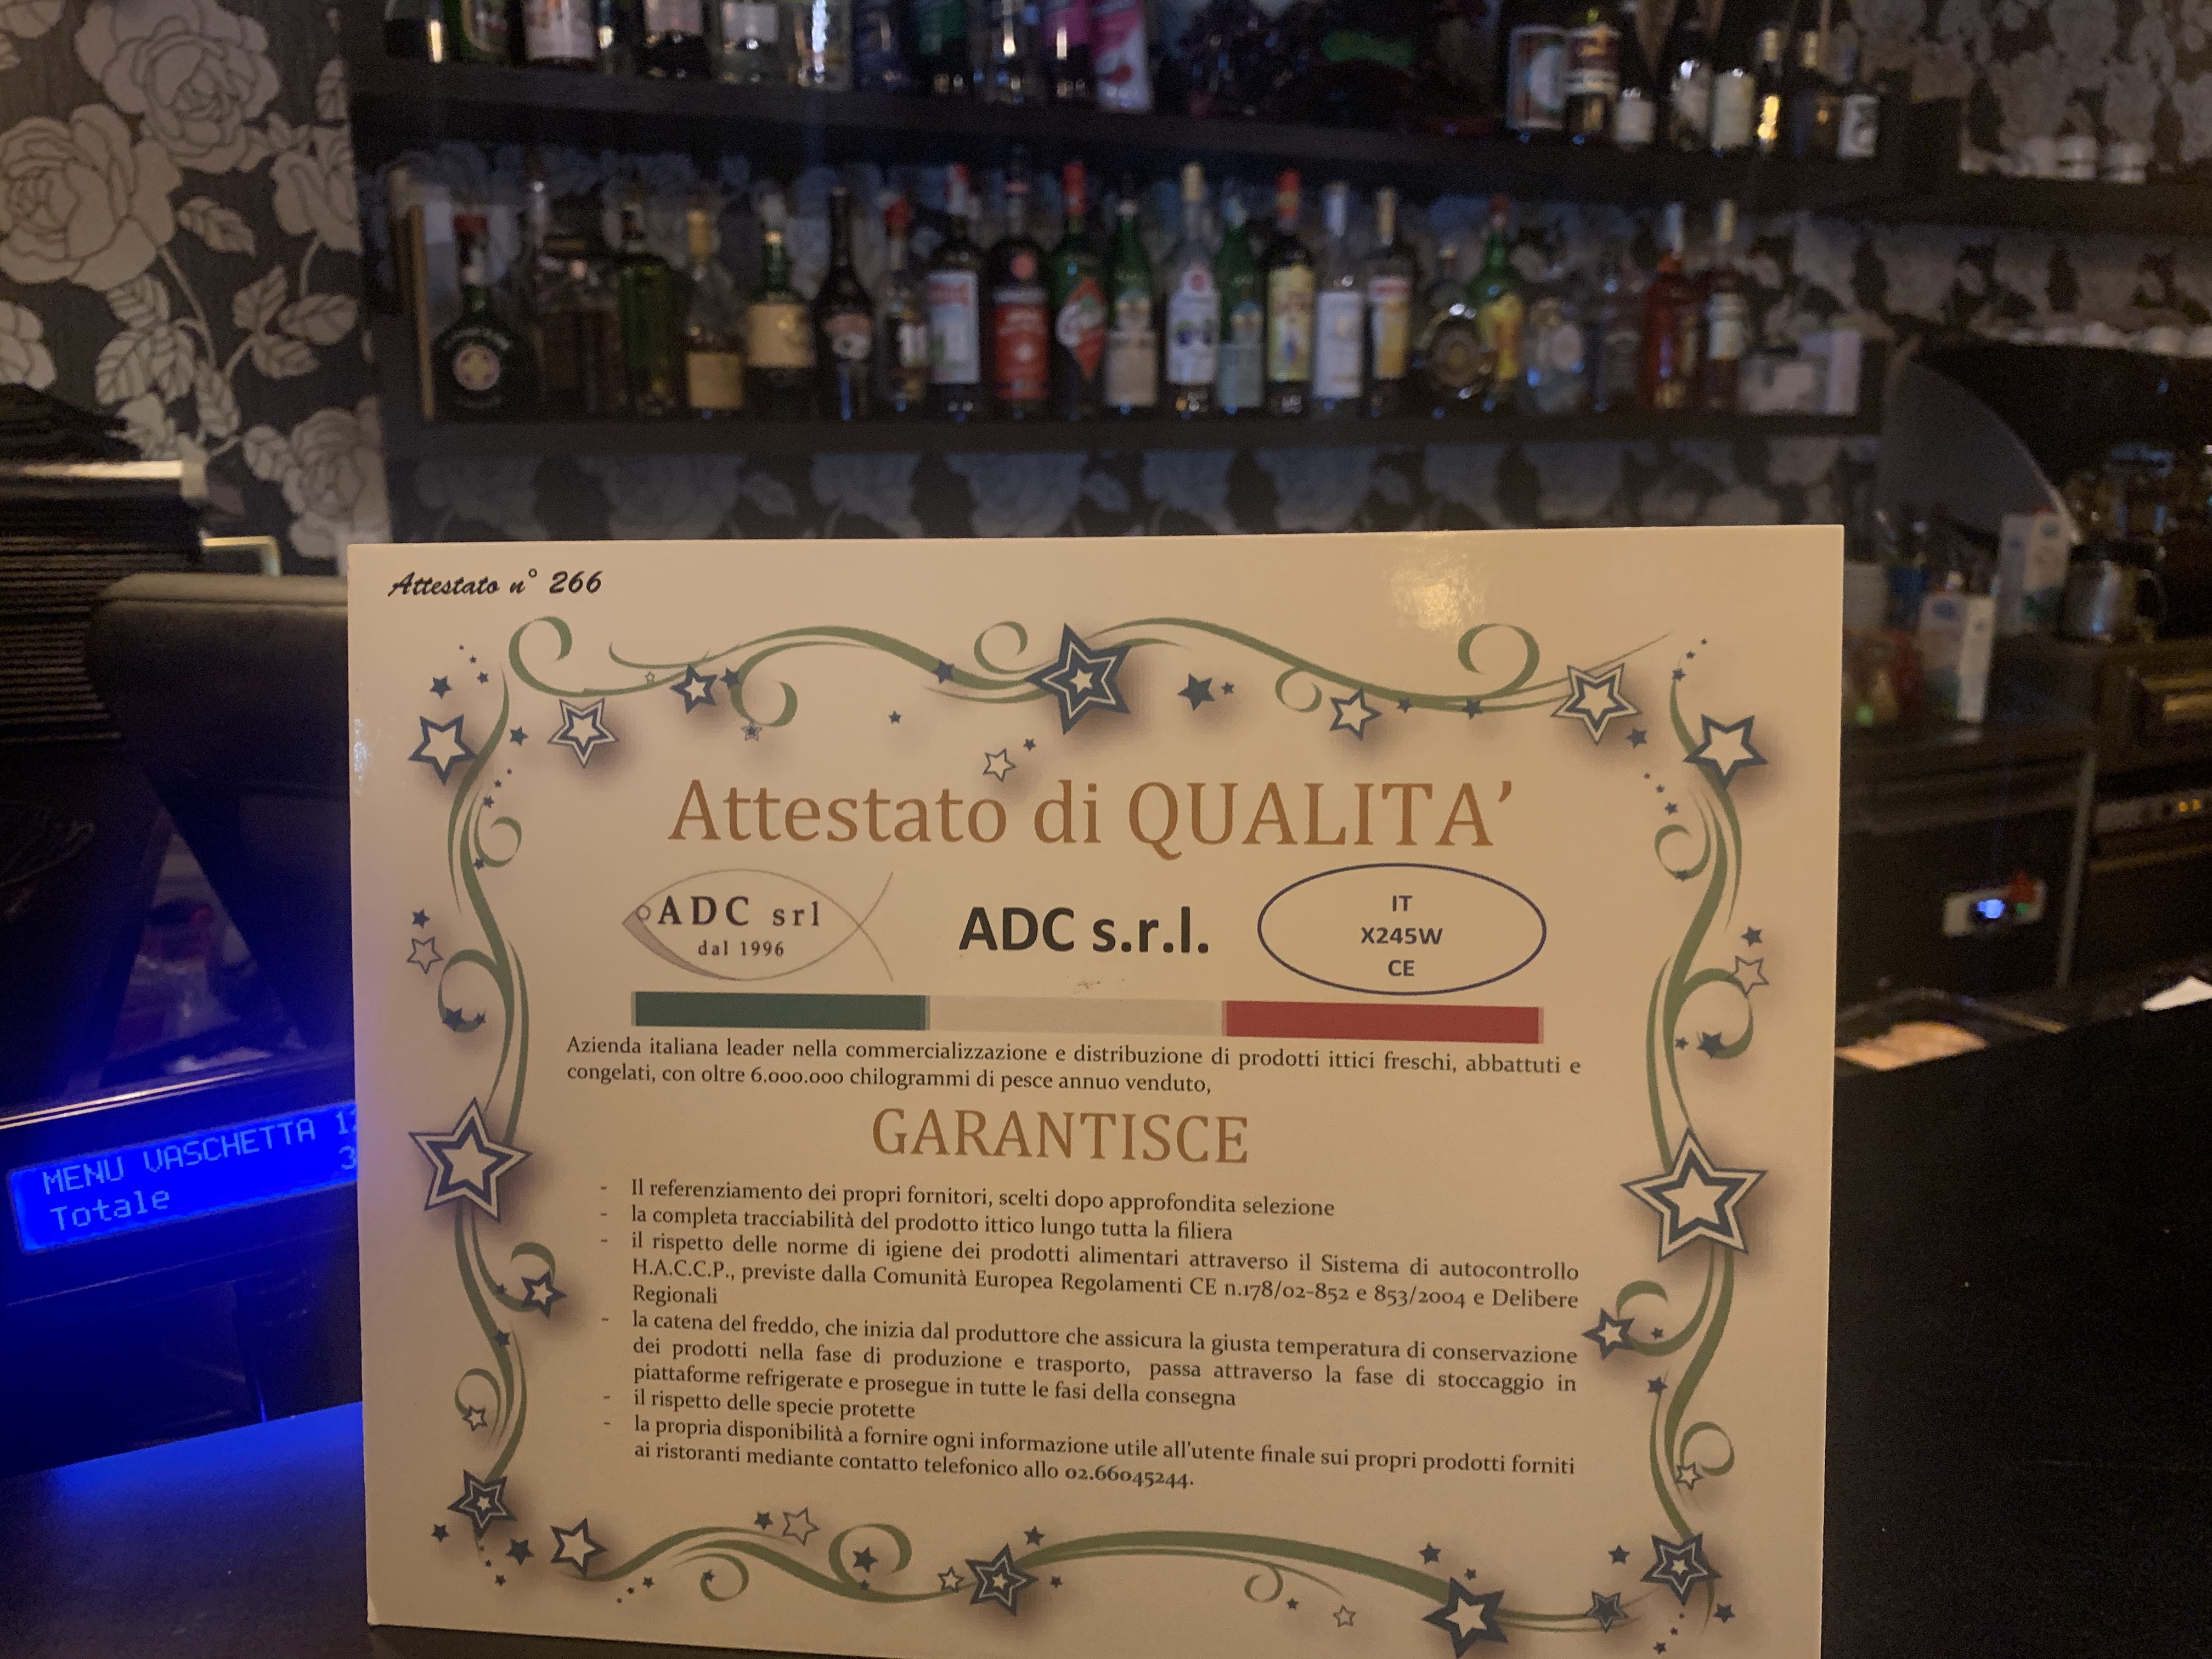 Attestato n° 266
Attestato di QUALITA'
ADC srl
dal 1996
ADC s.r.l.
IT
X245W
CE
Azienda italiana leader nella commercializzazione e distribuzione di prodotti ittici freschi, abbattuti e
congelati, con oltre 6.000.000 chilogrammi di pesce annuo venduto,
GARANTISCE
- Il referenziamento dei propri fornitori, scelti dopo approfondita selezione
- la completa tracciabilità del prodotto ittico lungo tutta la filiera
- il rispetto delle norme di igiene dei prodotti alimentari attraverso il Sistema di autocontrollo
H.A.C.C.P., previste dalla Comunità Europea Regolamenti CE n.178/02-852 e 853/2004 e Delibere
Regionali
- la catena del freddo, che inizia dal produttore che assicura la giusta temperatura di conservazione
dei prodotti nella fase di produzione e trasporto, passa attraverso la fase di stoccaggio in
piattaforme refrigerate e prosegue in tutte le fasi della consegna
- il rispetto delle specie protette
- la propria disponibilità a fornire ogni informazione utile all'utente finale sui propri prodotti forniti
ai ristoranti mediante contatto telefonico allo 02.66045244.
MENU VASCHETTA
Totale